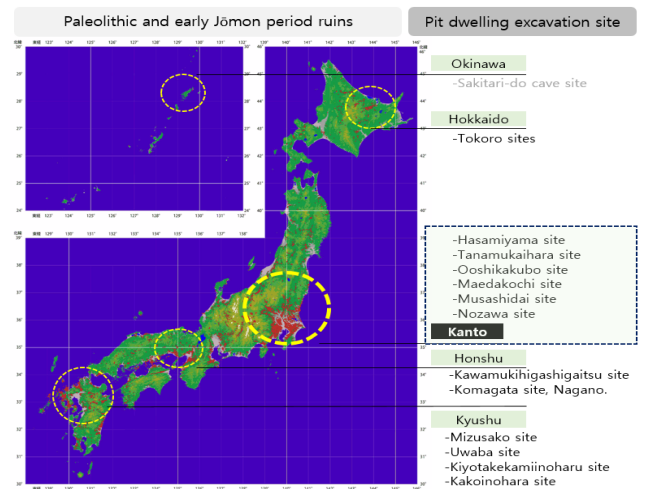 Paleolithic and early Jōmon period ruins
Pit dwelling excavation site
Okinawa
-Sakitari-do cave site
Hokkaido
-Tokoro sites
-Hasamiyama site
-Tanamukaihara site
-Ooshikakubo site
-Maedakochi site
-Musashidai site
-Nozawa site
Kanto
Honshu
-Kawamukihigashigaitsu site
-Komagata site, Nagano.
Kyushu
-Mizusako site
-Uwaba site
-Kiyotakekamiinoharu site
-Kakoinohara site